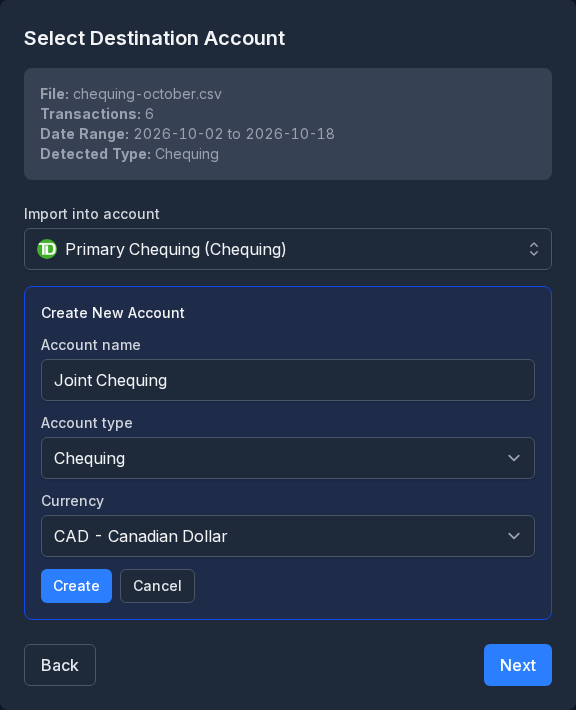 Select Destination Account
File: chequing-october.csv
Transactions: 6
Date Range: 2026-10-02 to 2026-10-18
Detected Type: Chequing
Import into account
TD Primary Chequing (Chequing)
Create New Account
Account name
Joint Chequing
Account type
Chequing
Currency
CAD - Canadian Dollar
Create Cancel
Back Next